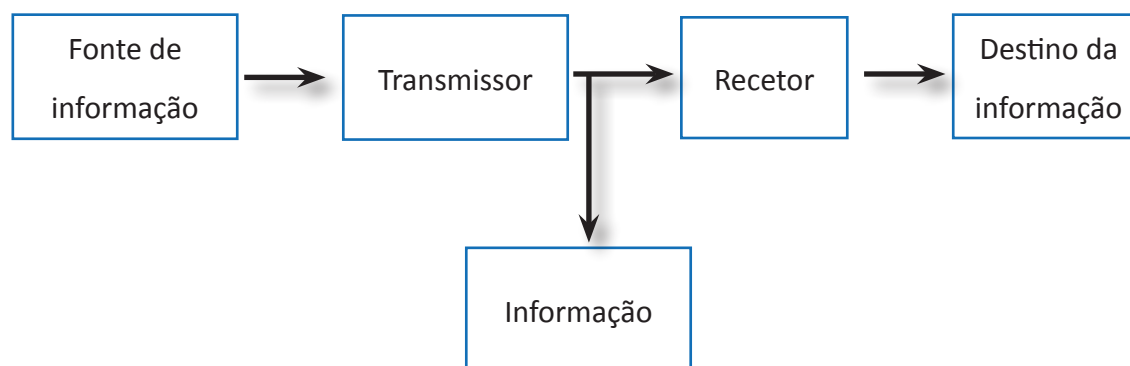 Fonte de
informação
Transmissor
Recetor
Destino da
informação
Informação